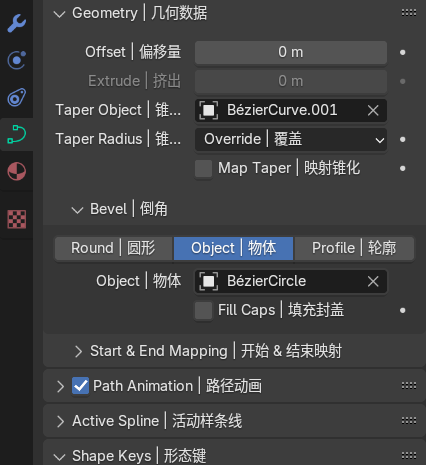 Geometry | 几何数据
Offset | 偏移量 0 m
Extrude | 挤出 0 m
Taper Object | 锥... BézierCurve.001
Taper Radius | 锥... Override | 覆盖
Map Taper | 映射锥化
Bevel | 倒角
Round | 圆形 Object | 物体 Profile | 轮廓
Object | 物体 BézierCircle
Fill Caps | 填充封盖
Start & End Mapping | 开始 & 结束映射
Path Animation | 路径动画
Active Spline | 活动样条线
Shape Keys | 形态键